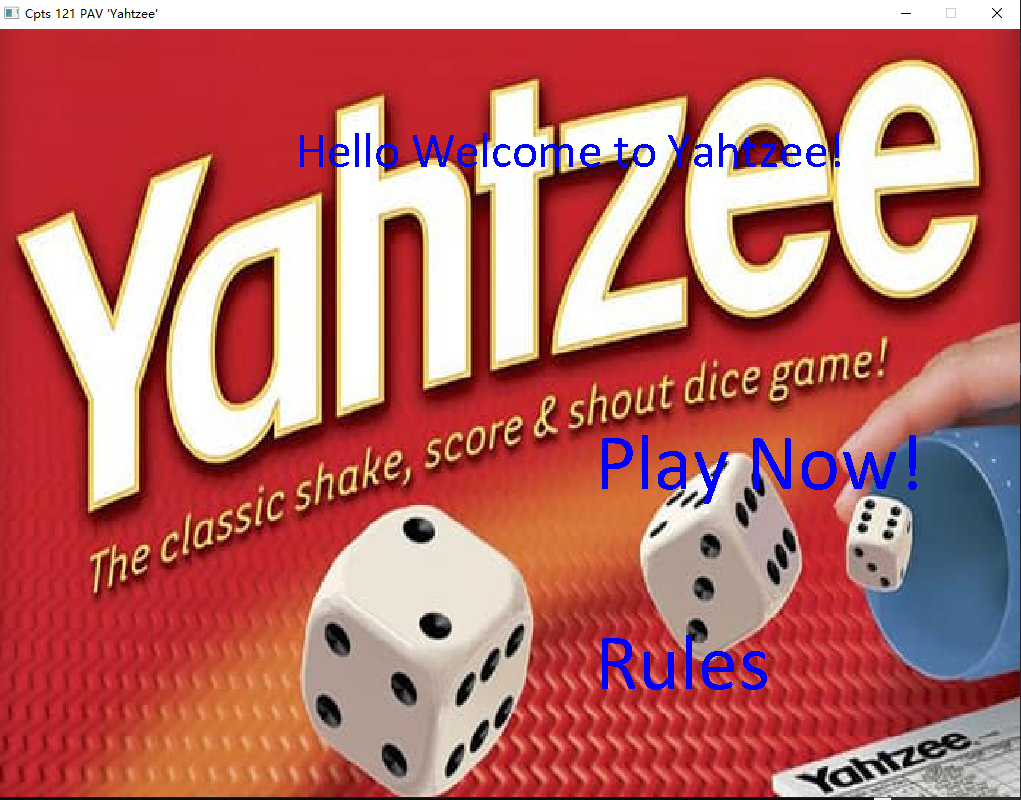 Cpts 121 PAV 'Yahtzee'
Hello Welcome to Yahtzee!
Yahtzee
The classic shake, score & shout dice game!
Play Now!
Rules
Yahtzee